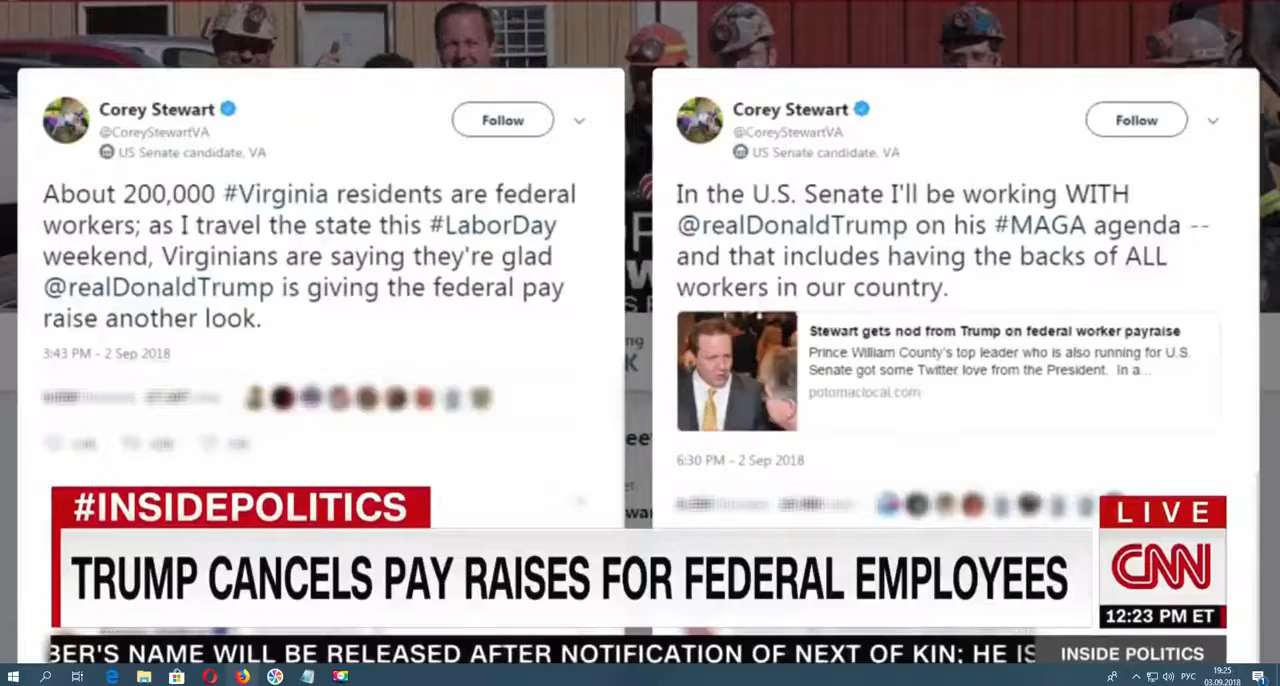 Corey Stewart
@CoreyStewartVA
US Senate candidate, VA
Follow
About 200,000 #Virginia residents are federal
workers; as I travel the state this #LaborDay
weekend, Virginians are saying they're glad
@realDonaldTrump is giving the federal pay
raise another look.
3:43 PM - 2 Sep 2018
Corey Stewart
@CoreyStewartVA
US Senate candidate, VA
Follow
In the U.S. Senate I'll be working WITH
@realDonaldTrump on his #MAGA agenda --
and that includes having the backs of ALL
workers in our country.
Stewart gets nod from Trump on federal worker payraise
Prince William County's top leader who is also running for U.S.
Senate got some Twitter love from the President. In a...
potomaclocal.com
6:30 PM - 2 Sep 2018
#INSIDEPOLITICS
TRUMP CANCELS PAY RAISES FOR FEDERAL EMPLOYEES
LIVE
CNN
12:23 PM ET
BER'S NAME WILL BE RELEASED AFTER NOTIFICATION OF NEXT OF KIN; HE IS
INSIDE POLITICS
РУС
19:25
03.09.2018